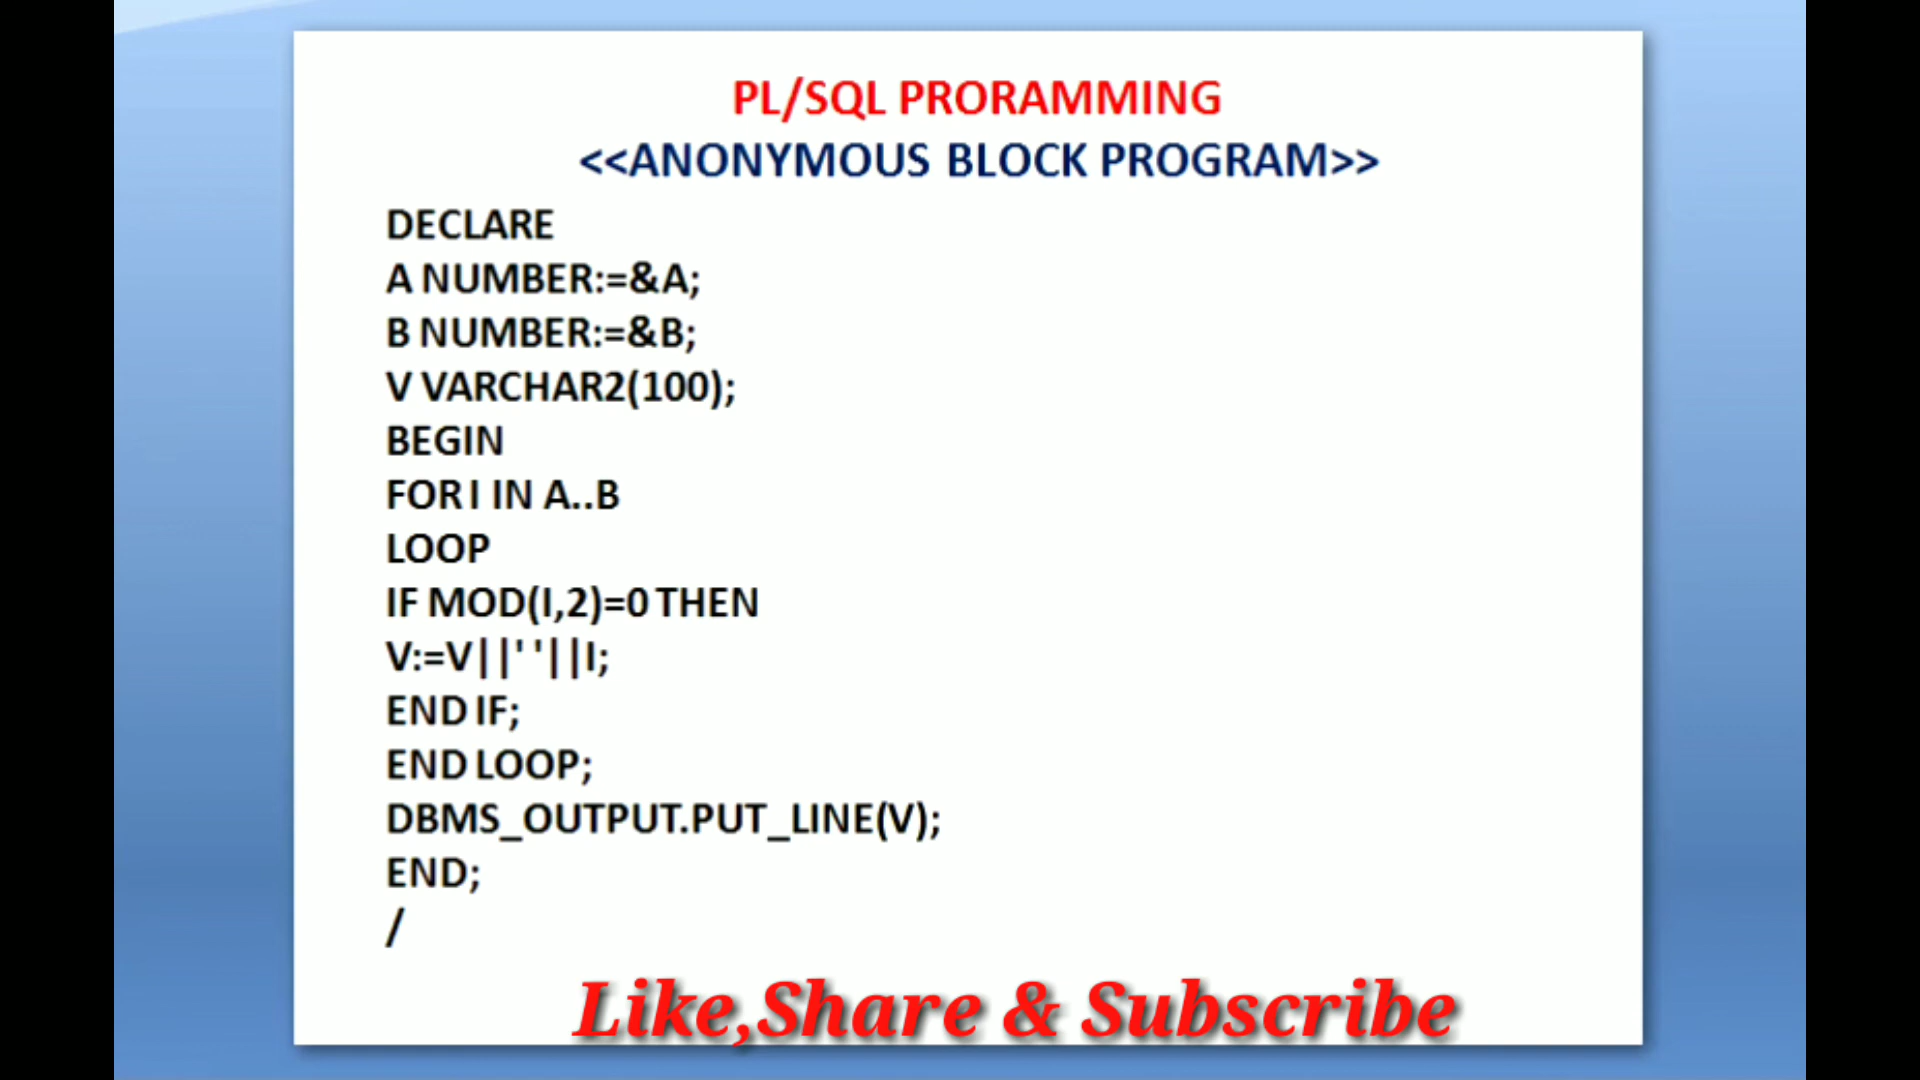 PL/SQL PRORAMMING
<<ANONYMOUS BLOCK PROGRAM>>
DECLARE
A NUMBER:=&A;
B NUMBER:=&B;
V VARCHAR2(100);
BEGIN
FOR I IN A..B
LOOP
IF MOD(I,2)=0 THEN
V:=V||' '||I;
END IF;
END LOOP;
DBMS_OUTPUT.PUT_LINE(V);
END;
/
Like,Share & Subscribe